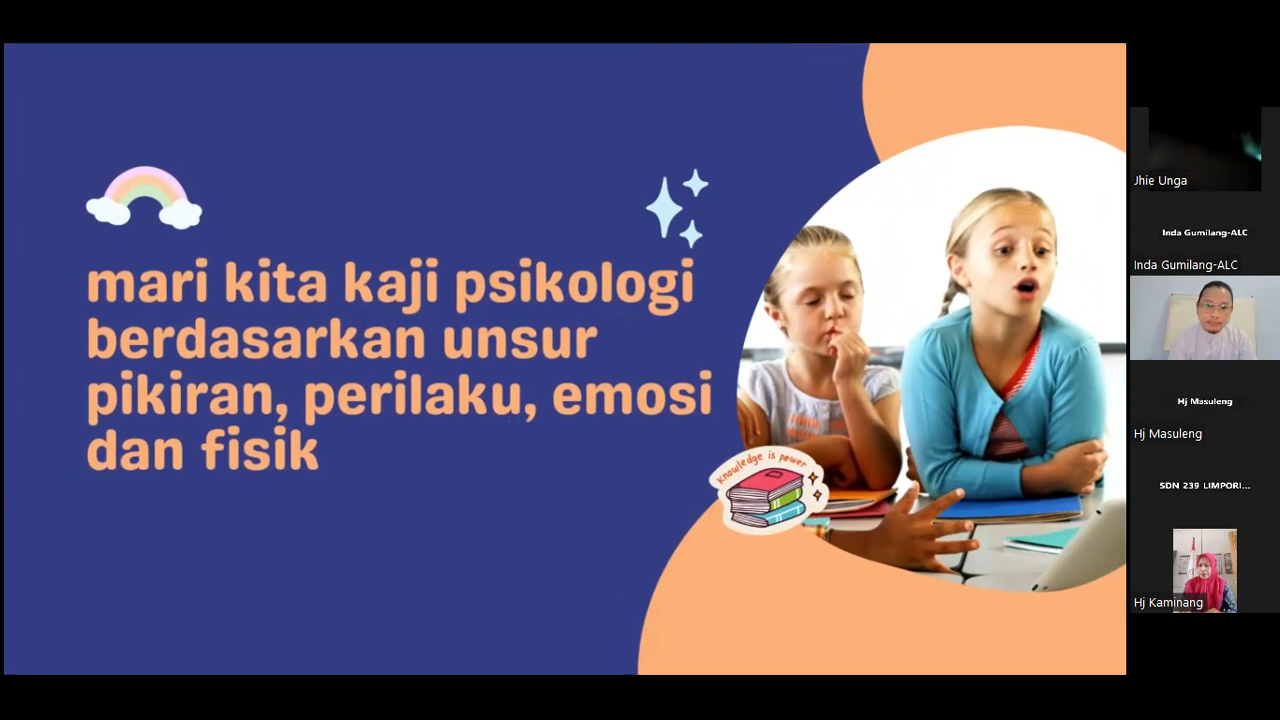 mari kita kaji psikologi
berdasarkan unsur
pikiran, perilaku, emosi
dan fisik
knowledge is power
Jhie Unga
Inda Gumilang-ALC
Inda Gumilang-ALC
Hj Masuleng
Hj Masuleng
SDN 239 LIMPORI...
Hj Kaminang